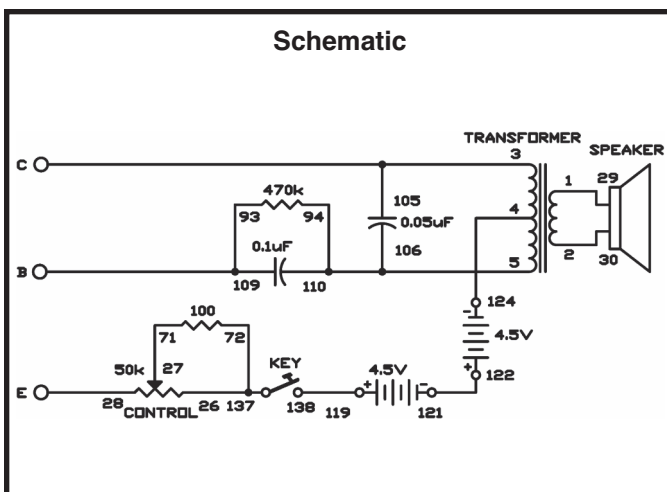 Schematic
TRANSFORMER
SPEAKER
3
C
470k
105
1
29
93
94
0.05uF
4
0.1uF
106
2
30
B
109
110
5
124
-
100
4.5V
71
72
+
122
50k
27
KEY
4.5V
E
+
-
28
CONTROL
26
137
138
119
121